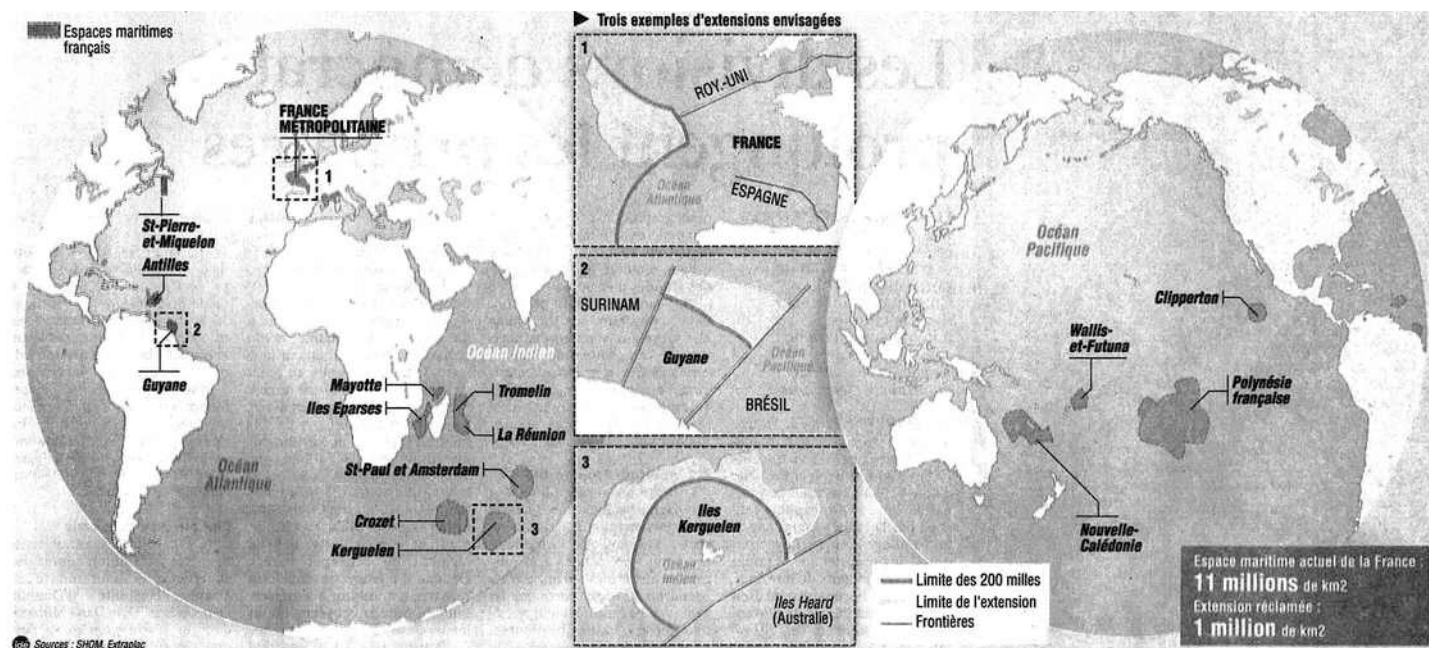 Espaces maritimes
français
FRANCE
MÉTROPOLITAINE
1
St-Pierre-
et-Miquelon
Antilles
2
Guyane
Océan Indien
Mayotte
Tromelin
Iles Eparses
La Réunion
Océan
Atlantique
St-Paul et Amsterdam
Crozet
3
Kerguelen
Sources : SHOM, Extraplac
Trois exemples d'extensions envisagées
1
ROY.-UNI
FRANCE
Océan
Atlantique
ESPAGNE
2
SURINAM
Guyane
Océan
Pacifique
BRÉSIL
3
Iles
Kerguelen
Océan
Indien
Iles Heard
(Australie)
Limite des 200 milles
Limite de l'extension
Frontières
Océan
Pacifique
Clipperton
Wallis-
et-Futuna
Polynésie
française
Nouvelle-
Calédonie
Espace maritime actuel de la France :
11 millions de km2
Extension réclamée :
1 million de km2